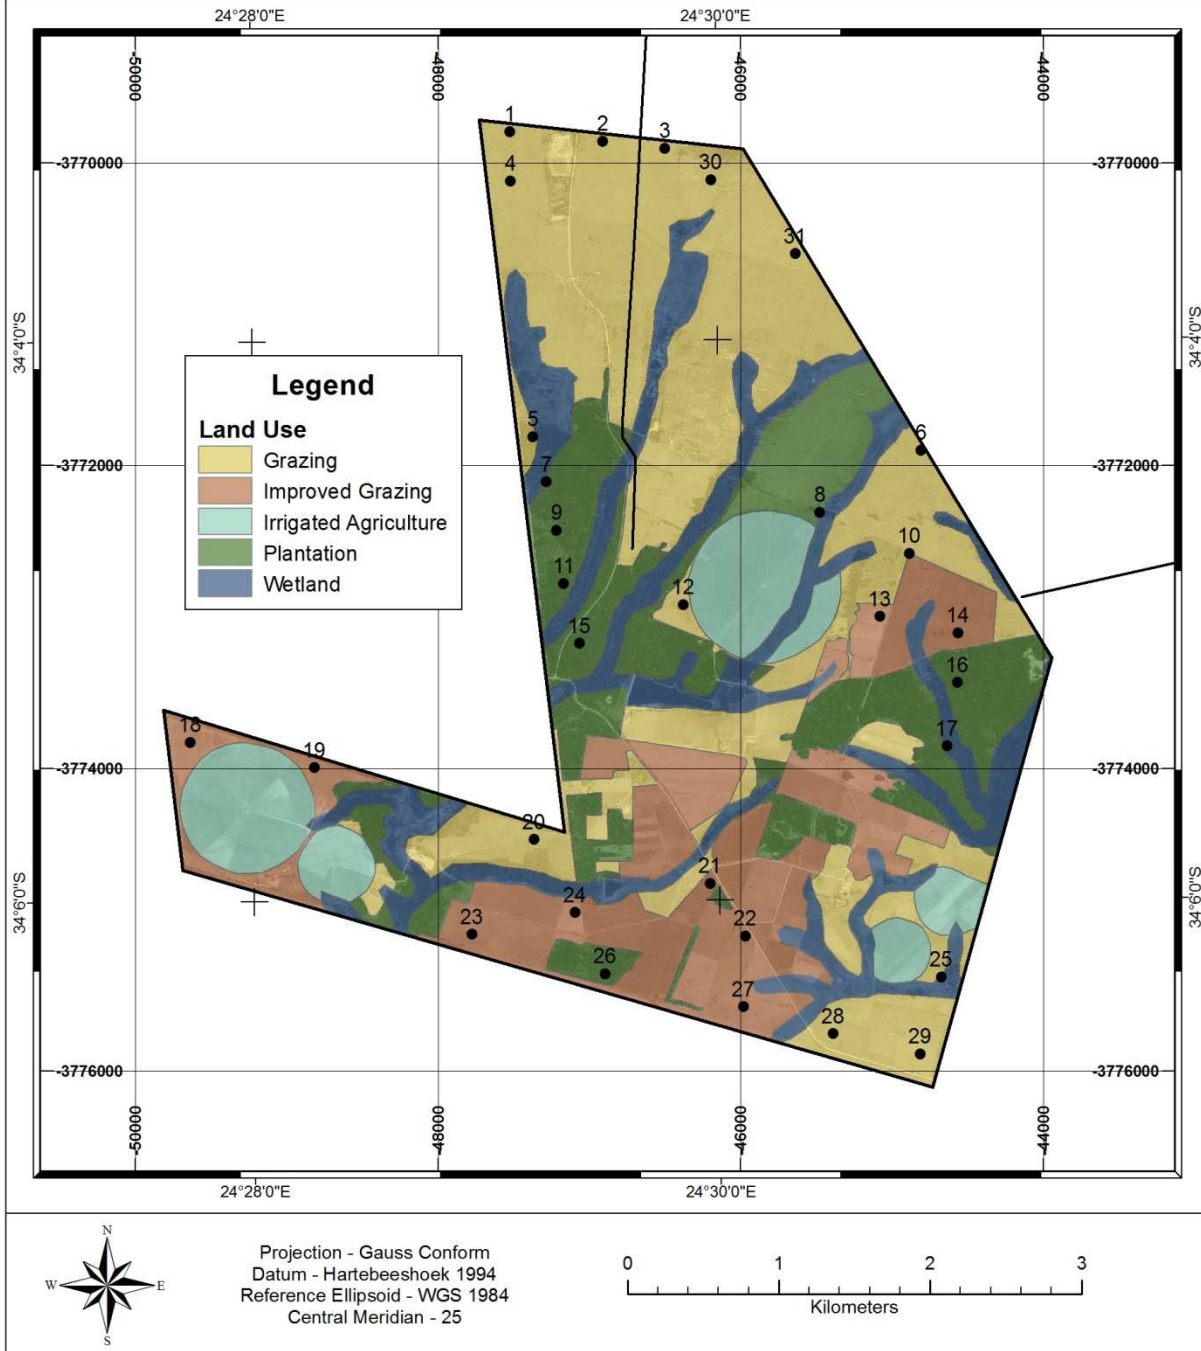 24°28'0"E 24°30'0"E
-50000 -48000 -46000 -44000
1
2
3
-3770000 -3770000
4
30
31
34°4'0"S 34°4'0"S
Legend
Land Use
Grazing
Improved Grazing
Irrigated Agriculture
Plantation
Wetland
5
6
-3772000 -3772000
7
8
9
10
11
12
13
14
15
16
17
18
19
-3774000 -3774000
20
21
34°6'0"S 34°6'0"S
24
23
22
26
25
27
28
29
-3776000 -3776000
-50000 -48000 -46000 -44000
24°28'0"E 24°30'0"E
N
W E
S
Projection - Gauss Conform
Datum - Hartebeeshoek 1994
Reference Ellipsoid - WGS 1984
Central Meridian - 25
0 1 2 3
Kilometers